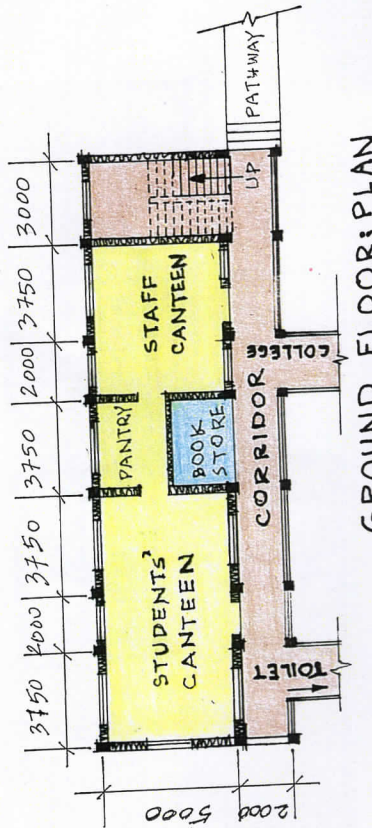 3750 2000 3750 3750 2000 3750 3000
5000
2000
STUDENTS'
CANTEEN
PANTRY
BOOK
STORE
STAFF
CANTEEN
UP
PATHWAY
CORRIDOR
TOILET
COLLEGE
GROUND FLOOR: PLAN